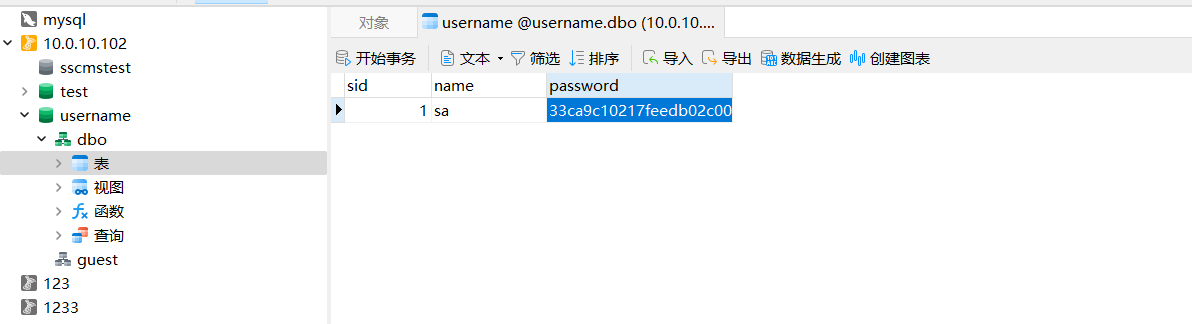 mysql
10.0.10.102
sscmstest
test
username
dbo
表
视图
函数
查询
guest
123
1233
对象
username @username.dbo (10.0.10....
开始事务 文本 筛选 排序 导入 导出 数据生成 创建图表
sid name password
1 sa 33ca9c10217feedb02c00